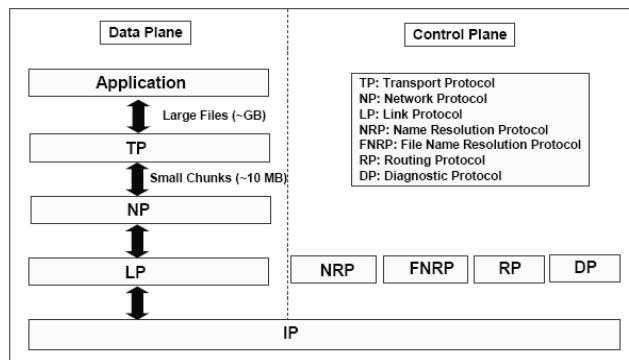 Data Plane
Control Plane
Application
Large Files (~GB)
TP
Small Chunks (~10 MB)
NP
LP
TP: Transport Protocol
NP: Network Protocol
LP: Link Protocol
NRP: Name Resolution Protocol
FNRP: File Name Resolution Protocol
RP: Routing Protocol
DP: Diagnostic Protocol
NRP
FNRP
RP
DP
IP